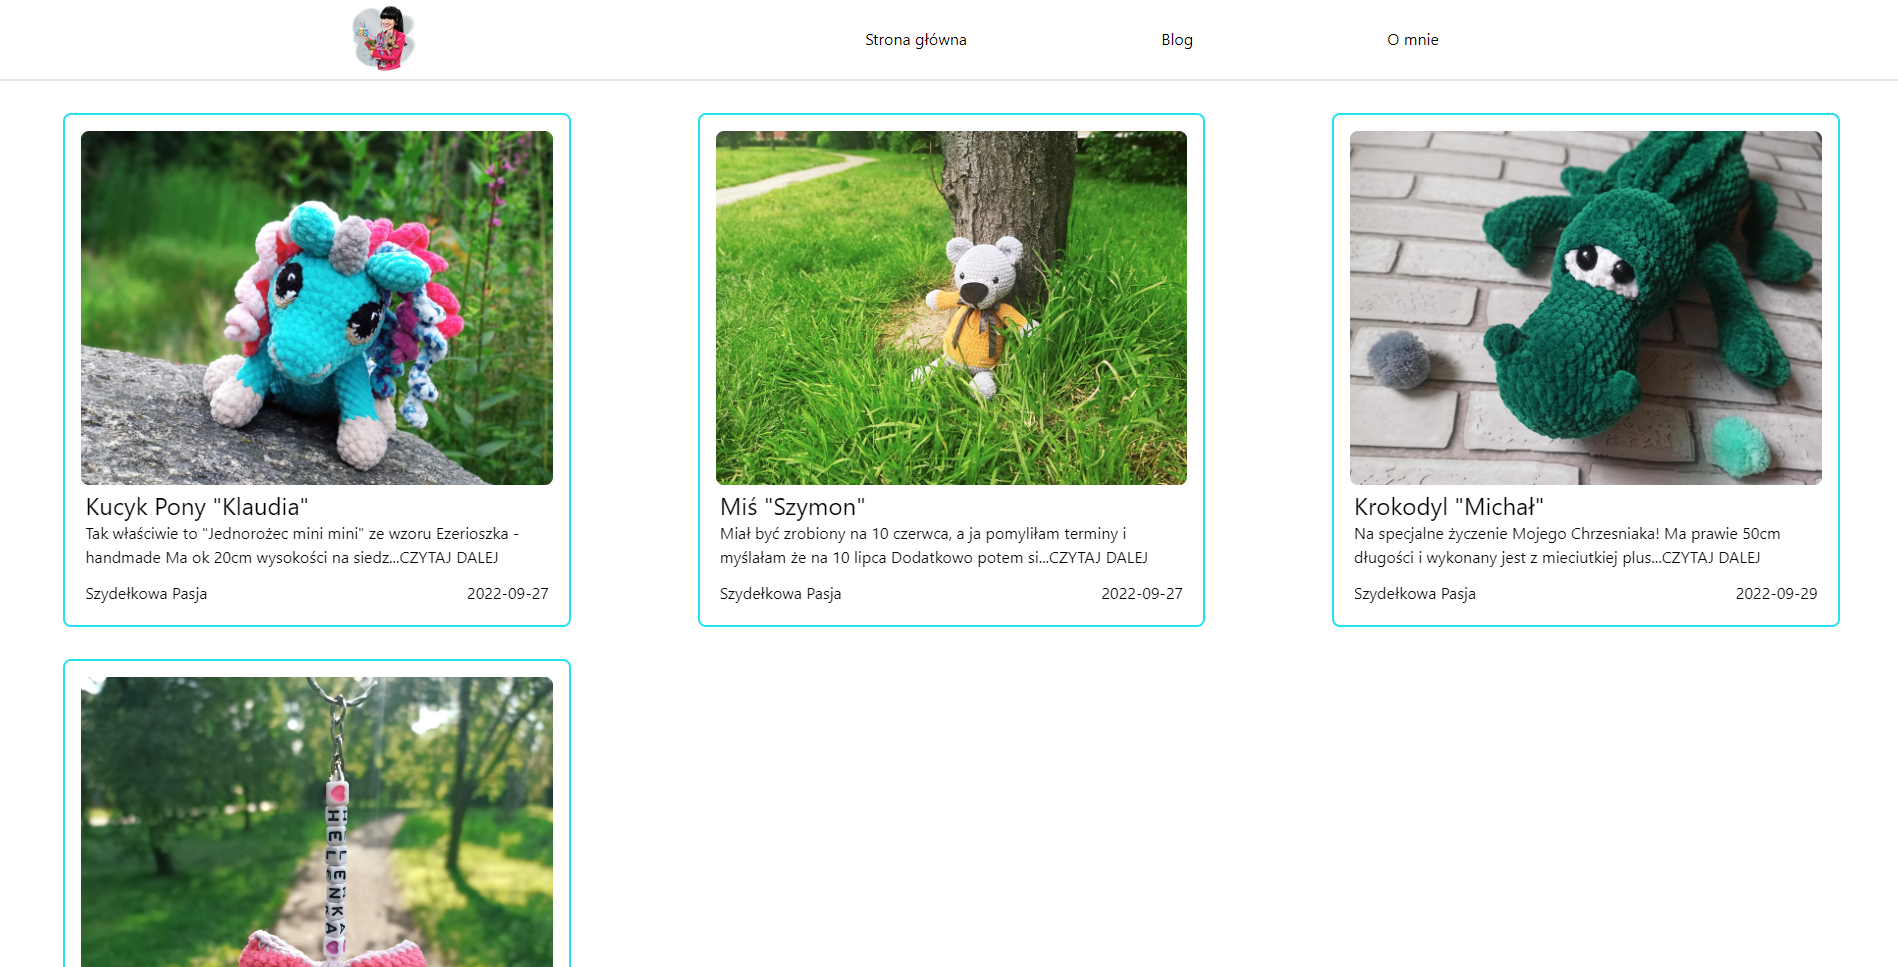 Strona główna
Blog
O mnie
Kucyk Pony "Klaudia"
Tak właściwie to "Jednorożec mini mini" ze wzoru Ezerioszka -
handmade Ma ok 20cm wysokości na siedz...CZYTAJ DALEJ
Szydełkowa Pasja
2022-09-27
Miś "Szymon"
Miał być zrobiony na 10 czerwca, a ja pomyliłam terminy i
myślałam że na 10 lipca Dodatkowo potem si...CZYTAJ DALEJ
Szydełkowa Pasja
2022-09-27
Krokodyl "Michał"
Na specjalne życzenie Mojego Chrzesniaka! Ma prawie 50cm
długości i wykonany jest z mieciutkiej plus...CZYTAJ DALEJ
Szydełkowa Pasja
2022-09-29
HELENKA